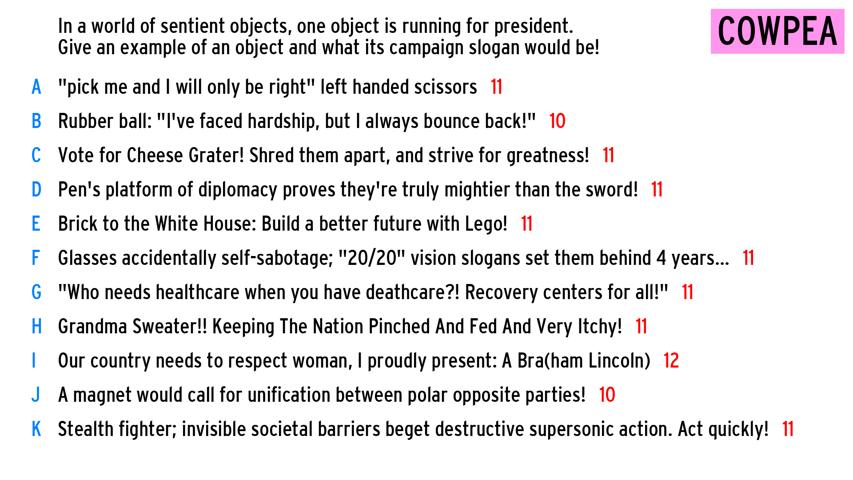 In a world of sentient objects, one object is running for president.
Give an example of an object and what its campaign slogan would be!
COWPEA
A "pick me and I will only be right" left handed scissors 11
B Rubber ball: "I've faced hardship, but I always bounce back!" 10
C Vote for Cheese Grater! Shred them apart, and strive for greatness! 11
D Pen's platform of diplomacy proves they're truly mightier than the sword! 11
E Brick to the White House: Build a better future with Lego! 11
F Glasses accidentally self-sabotage; "20/20" vision slogans set them behind 4 years... 11
G "Who needs healthcare when you have deathcare?! Recovery centers for all!" 11
H Grandma Sweater!! Keeping The Nation Pinched And Fed And Very Itchy! 11
I Our country needs to respect woman, I proudly present: A Bra(ham Lincoln) 12
J A magnet would call for unification between polar opposite parties! 10
K Stealth fighter; invisible societal barriers beget destructive supersonic action. Act quickly! 11